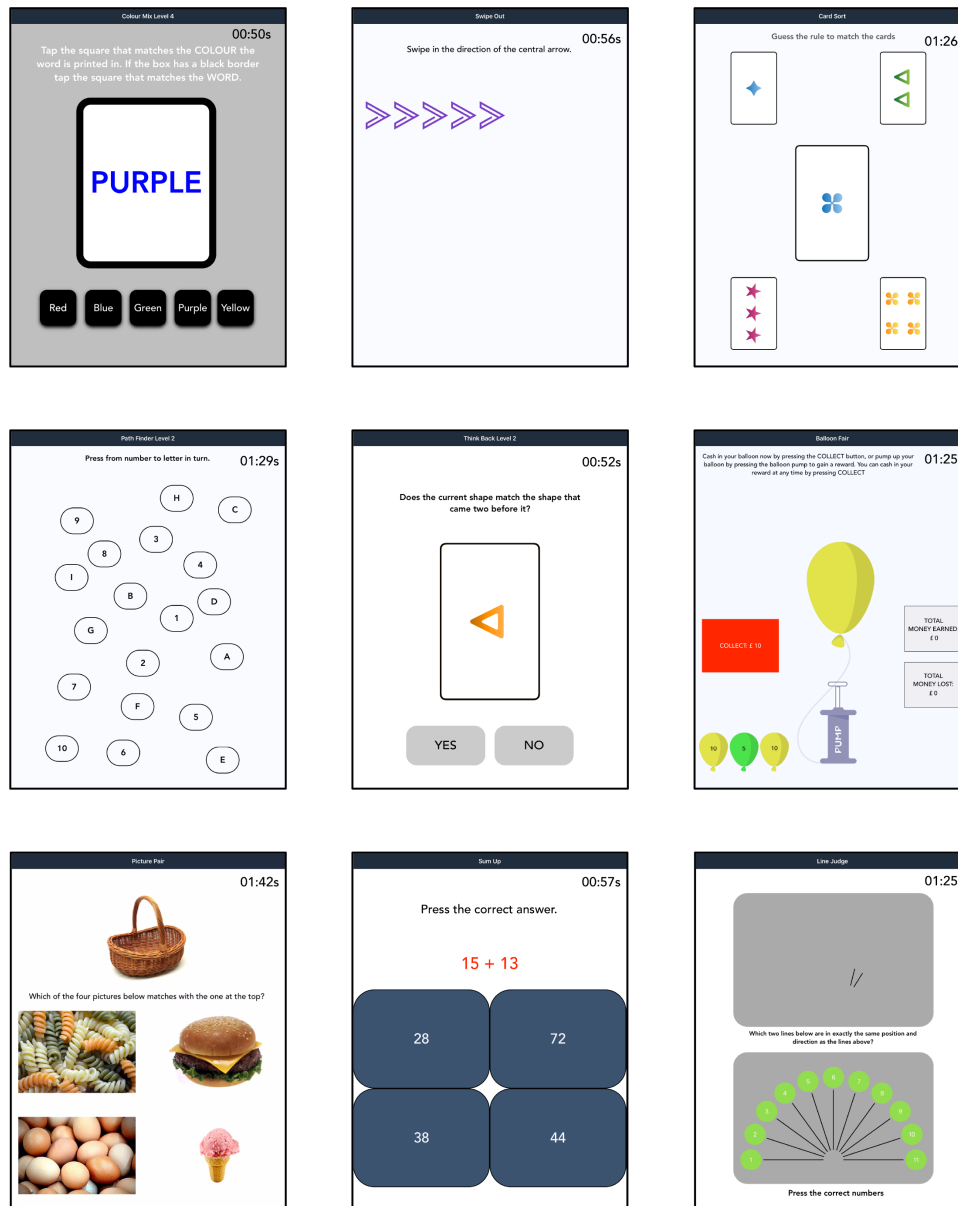 Colour Mix Level 4
00:50s
Tap the square that matches the COLOUR the
word is printed in. If the box has a black border
tap the square that matches the WORD.
PURPLE
Red Blue Green Purple Yellow
Swipe Out
00:56s
Swipe in the direction of the central arrow.
Card Sort
Guess the rule to match the cards
01:26
Path Finder Level 2
Press from number to letter in turn.
01:29s
H
C
9
3
8
4
I
B
D
1
G
A
2
7
F
5
10
6
E
Think Back Level 2
00:52s
Does the current shape match the shape that
came two before it?
YES NO
Balloon Fair
Cash in your balloon now by pressing the COLLECT button, or pump up your
balloon by pressing the balloon pump to gain a reward. You can cash in your
reward at any time by pressing COLLECT
01:25
COLLECT: £ 10
TOTAL
MONEY EARNED:
£ 0
TOTAL
MONEY LOST:
£ 0
PUMP
10 5 10
Picture Pair
01:42s
Which of the four pictures below matches with the one at the top?
Sum Up
00:57s
Press the correct answer.
15 + 13
28 72
38 44
Line Judge
01:25
Which two lines below are in exactly the same position and
direction as the lines above?
1 2 3 4 5 6 7 8 9 10 11
Press the correct numbers